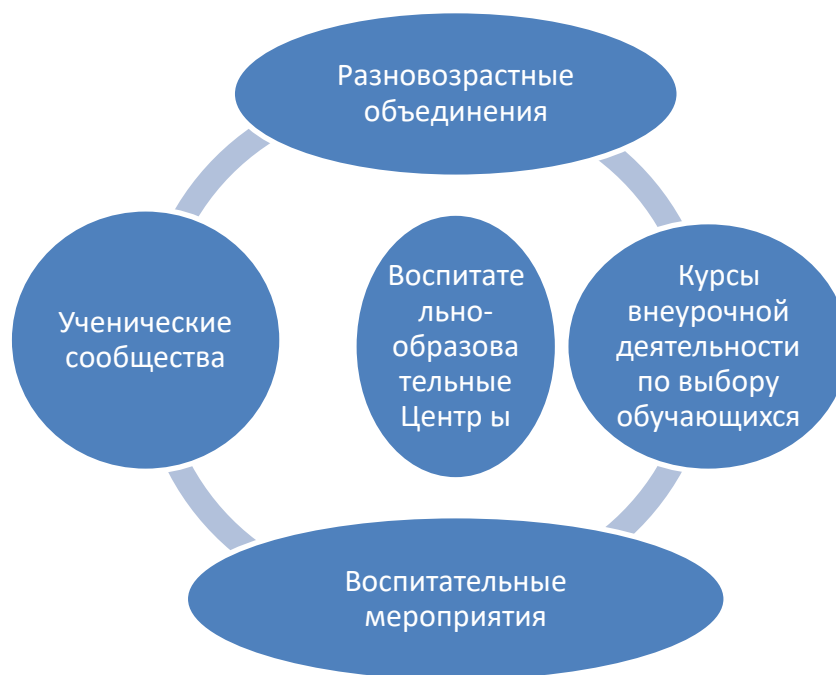 Разновозрастные
объединения
Ученические
сообщества
Воспитате
льно-
образова
тельные
Центр ы
Курсы
внеурочной
деятельности
по выбору
обучающихся
Воспитательные
мероприятия